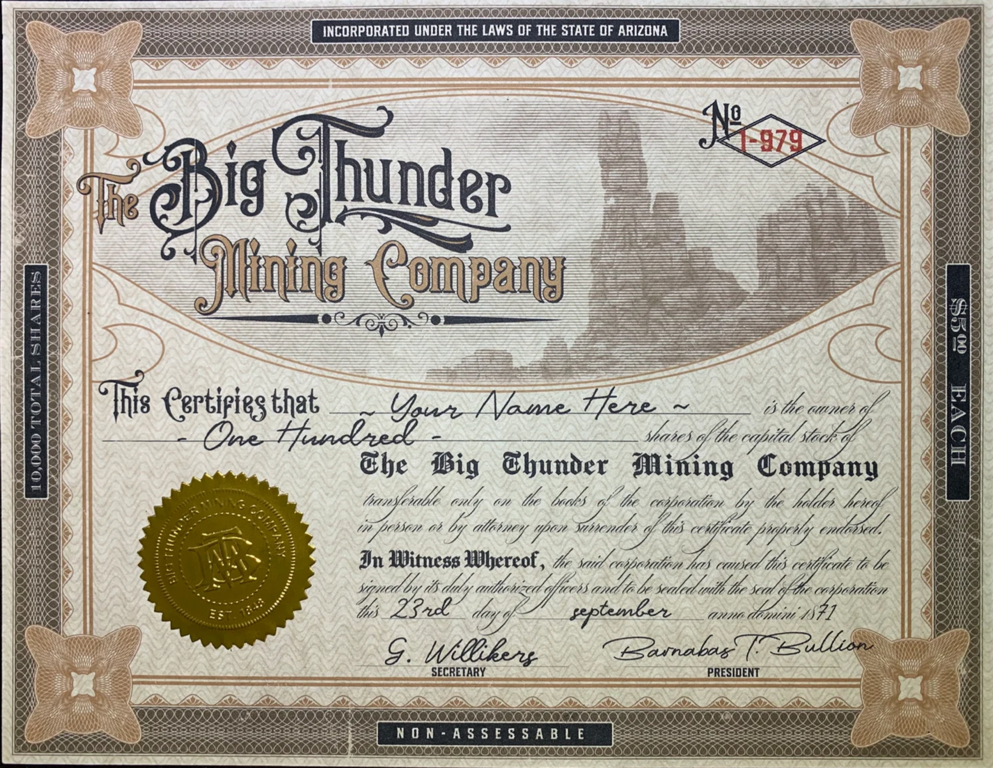 INCORPORATED UNDER THE LAWS OF THE STATE OF ARIZONA
No 1-979
The Big Thunder
Mining Company
10,000 TOTAL SHARES
$5.00 EACH
This Certifies that ~ Your Name Here ~ is the owner of
- One Hundred - shares of the capital stock of
The Big Thunder Mining Company
transferable only on the books of the corporation by the holder hereof
in person or by attorney upon surrender of this certificate properly endorsed.
In Witness Whereof, the said corporation has caused this certificate to be
signed by its duly authorized officers and to be sealed with the seal of the corporation
this 23rd day of september anno domini 1871
BIG THUNDER MINING COMPANY
EST.
G. Willikers Barnabas T. Bullion
SECRETARY PRESIDENT
NON-ASSESSABLE